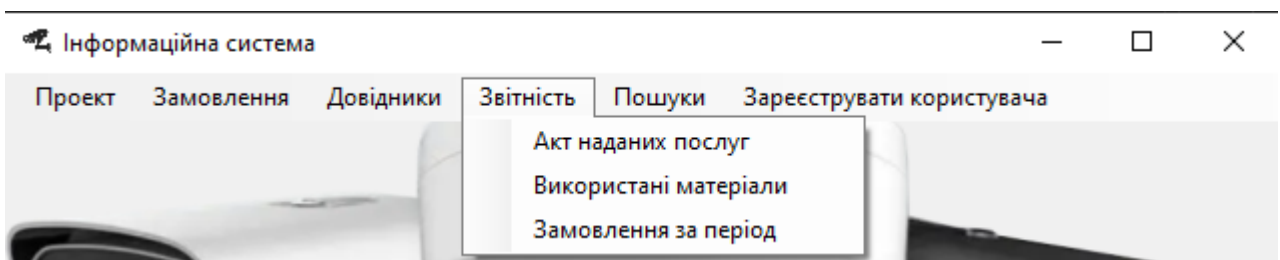 Інформаційна система
Проект Замовлення Довідники Звітність Пошуки Зареєструвати користувача
Акт наданих послуг
Використані матеріали
Замовлення за період